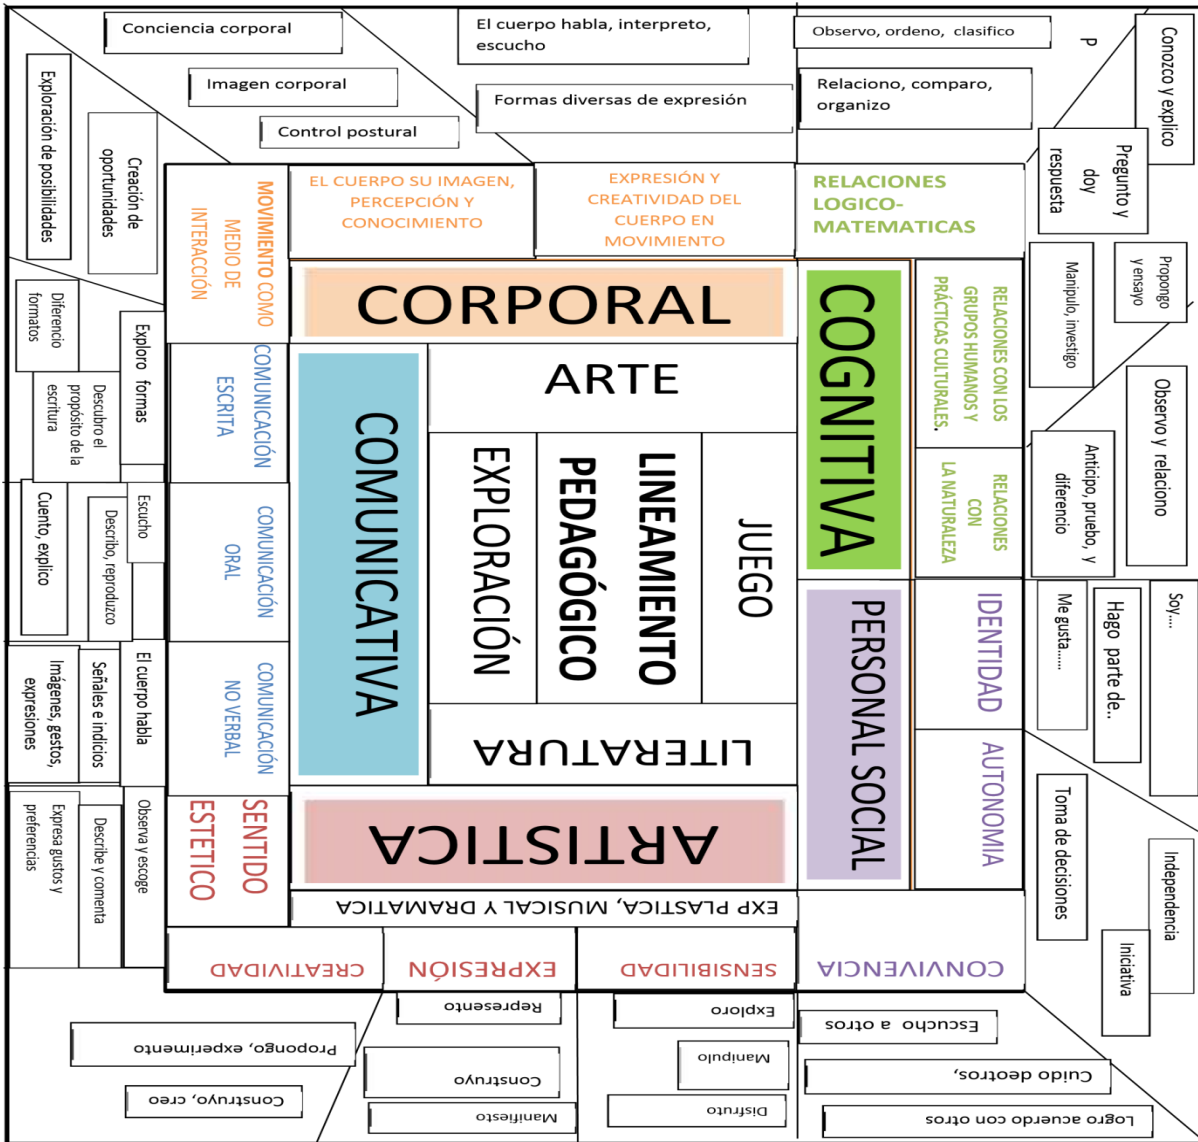 Conciencia corporal
Imagen corporal
Control postural
El cuerpo habla, interpreto,
escucho
Formas diversas de expresión
Observo, ordeno, clasifico
Relaciono, comparo,
organizo
P
Conozco y explico
Pregunto y
doy
respuesta
Propongo
y ensayo
Manipulo, investigo
Observo y relaciono
Anticipo, pruebo, y
diferencio
Soy....
Hago parte de..
Me gusta......
Toma de decisiones
Independencia
Iniciativa
Exploración de posibilidades
Creación de
oportunidades
Diferencio
formatos
Exploro formas
Descubro el
propósito de la
escritura
Escucho
Describo, reproduzco
Cuento, explico
El cuerpo habla
Señales e indicios
Imágenes, gestos,
expresiones
Observa y escoge
Describe y comenta
Expresa gustos y
preferencias
MOVIMIENTO COMO
MEDIO DE
INTERACCIÓN
EL CUERPO SU IMAGEN,
PERCEPCIÓN Y
CONOCIMIENTO
EXPRESIÓN Y
CREATIVIDAD DEL
CUERPO EN
MOVIMIENTO
RELACIONES
LOGICO-
MATEMATICAS
RELACIONES CON LOS
GRUPOS HUMANOS Y
PRÁCTICAS CULTURALES.
RELACIONES
CON
LA NATURALEZA
IDENTIDAD
AUTONOMIA
COMUNICACIÓN
ESCRITA
COMUNICACIÓN
ORAL
COMUNICACIÓN
NO VERBAL
SENTIDO
ESTETICO
CORPORAL
COGNITIVA
COMUNICATIVA
PERSONAL SOCIAL
ARTE
JUEGO
LINEAMIENTO
PEDAGÓGICO
EXPLORACIÓN
LITERATURA
ARTISTICA
EXP PLASTICA, MUSICAL Y DRAMATICA
CONVIVENCIA
SENSIBILIDAD
EXPRESIÓN
CREATIVIDAD
Escucho a otros
Cuido deotros,
Logro acuerdo con otros
Exploro
Manipulo
Disfruto
Represento
Construyo
Manifiesto
Propongo, experimento
Construyo, creo